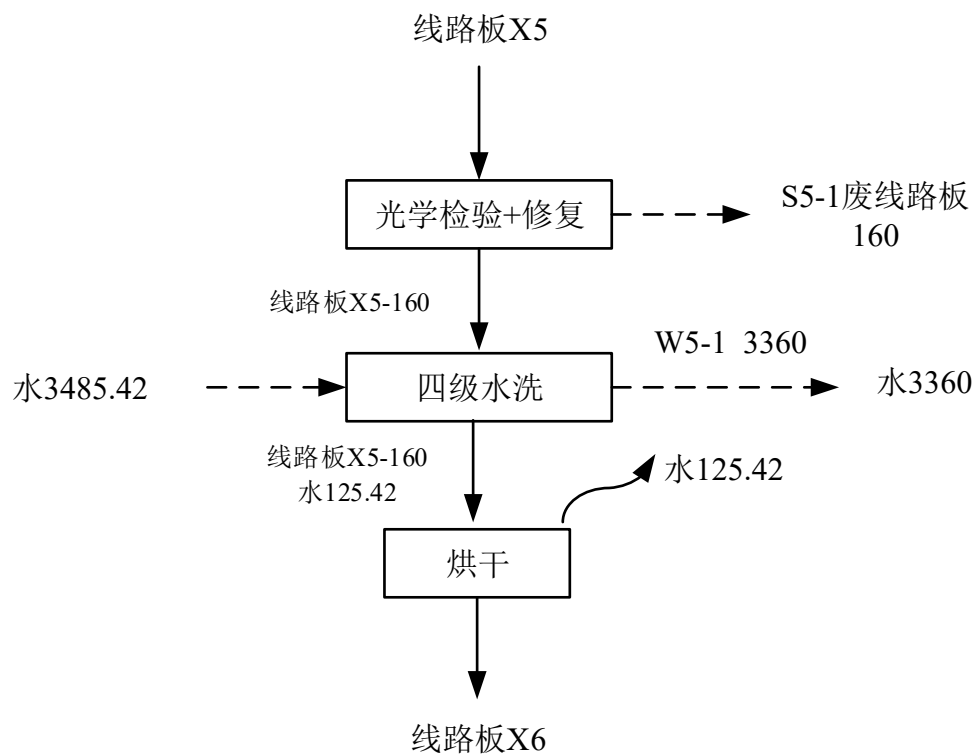 线路板X5
光学检验+修复
S5-1废线路板
160
线路板X5-160
W5-1 3360
水3485.42
四级水洗
水3360
线路板X5-160
水125.42
水125.42
烘干
线路板X6